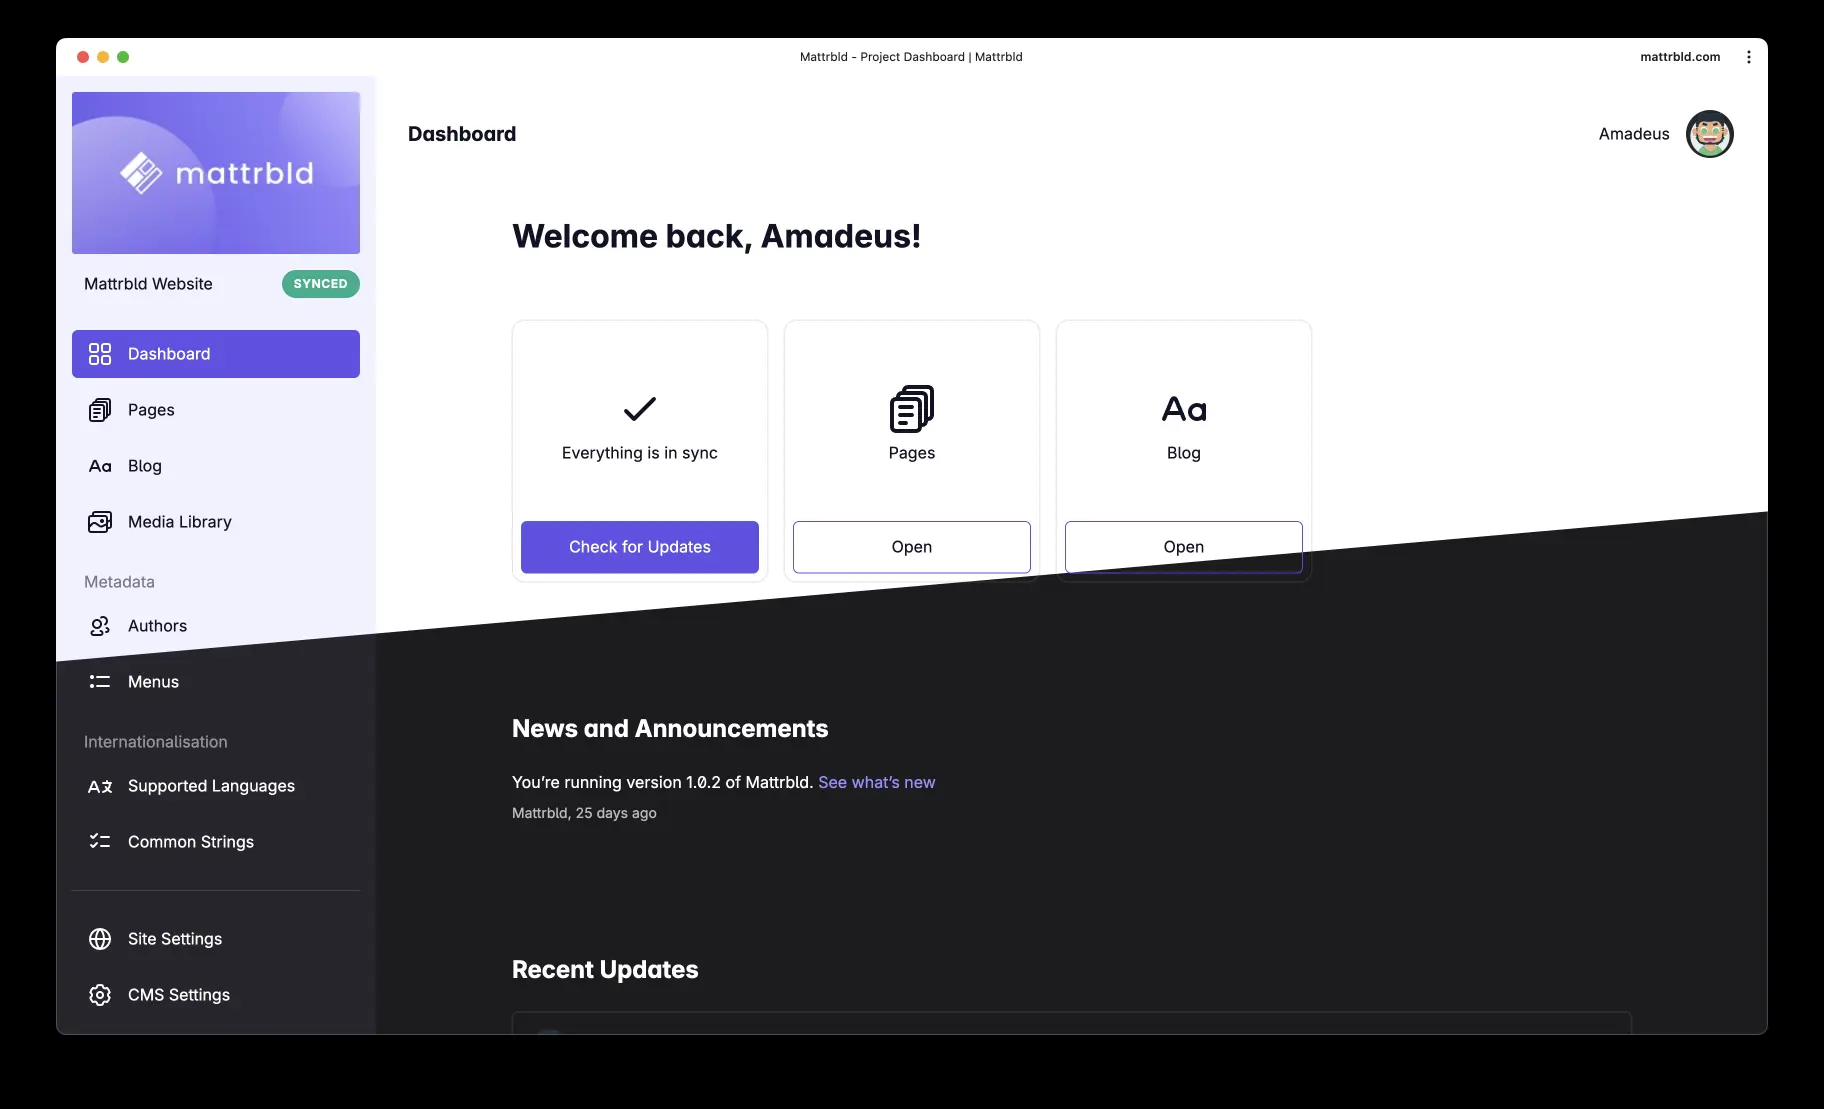 Mattrbld - Project Dashboard | Mattrbld
mattrbld.com
mattrbld
Mattrbld Website
SYNCED
Dashboard
Pages
Aa Blog
Media Library
Metadata
Authors
Menus
Internationalisation
Supported Languages
Common Strings
Site Settings
CMS Settings
Dashboard
Amadeus
Welcome back, Amadeus!
Everything is in sync
Check for Updates
Pages
Open
Aa
Blog
Open
News and Announcements
You’re running version 1.0.2 of Mattrbld. See what’s new
Mattrbld, 25 days ago
Recent Updates